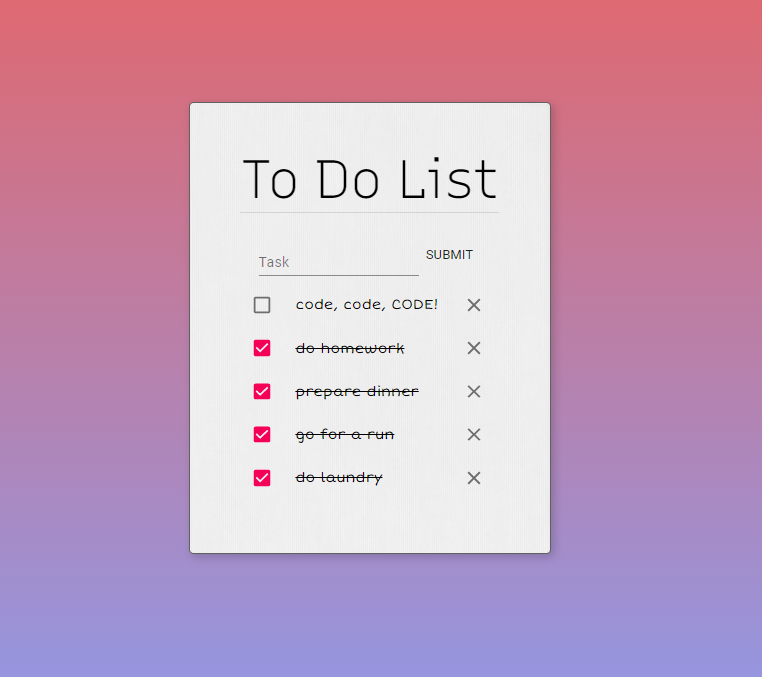 To Do List
Task
SUBMIT
code, code, CODE!
do homework
prepare dinner
go for a run
do laundry